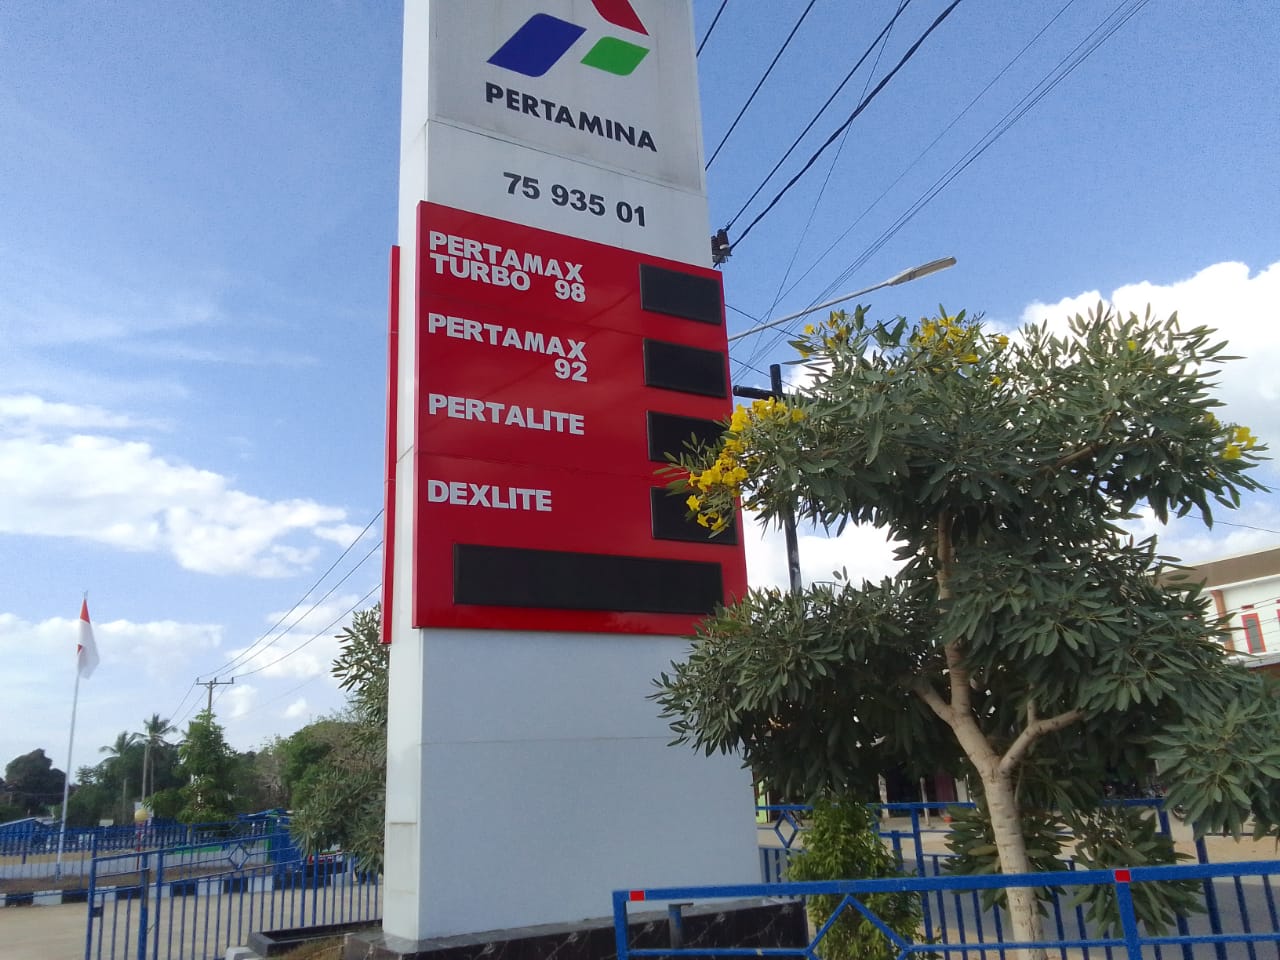 PERTAMINA
75 935 01
PERTAMAX
TURBO 98
PERTAMAX
92
PERTALITE
DEXLITE